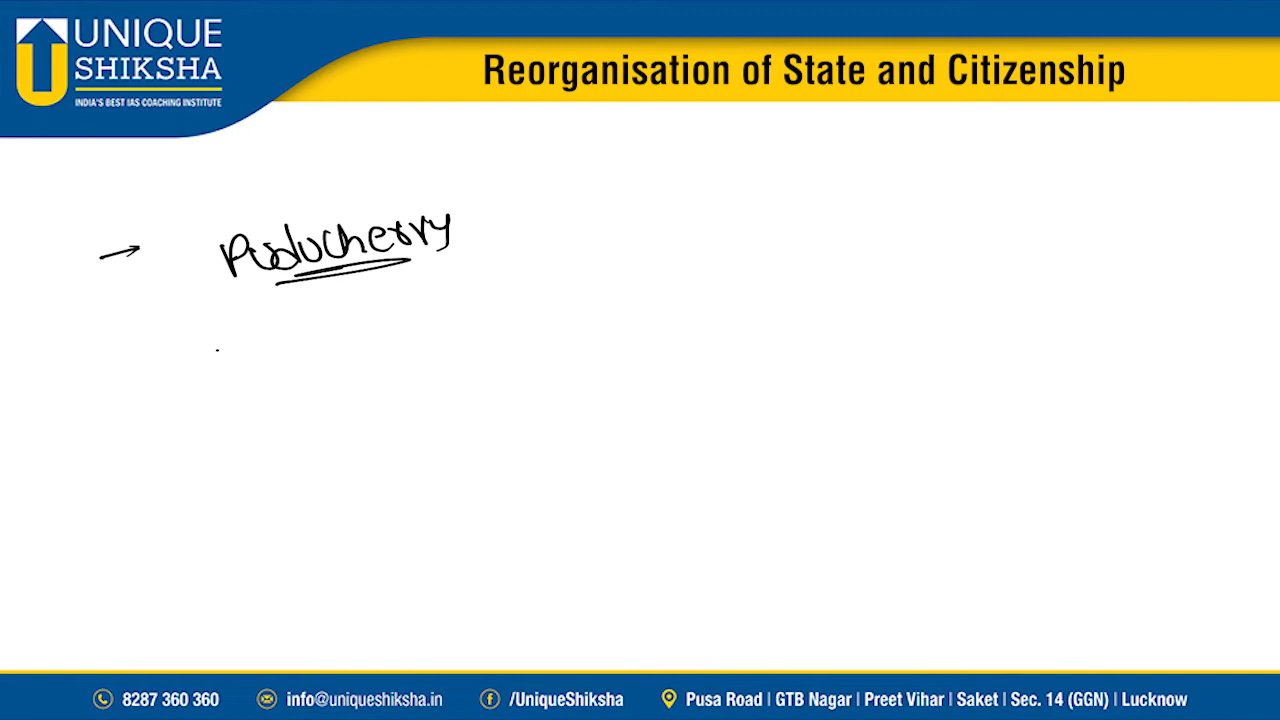 UNIQUE
SHIKSHA
INDIA'S BEST IAS COACHING INSTITUTE
Reorganisation of State and Citizenship
→ Puducherry
8287 360 360 info@uniqueshiksha.in /UniqueShiksha Pusa Road | GTB Nagar | Preet Vihar | Saket | Sec. 14 (GGN) | Lucknow